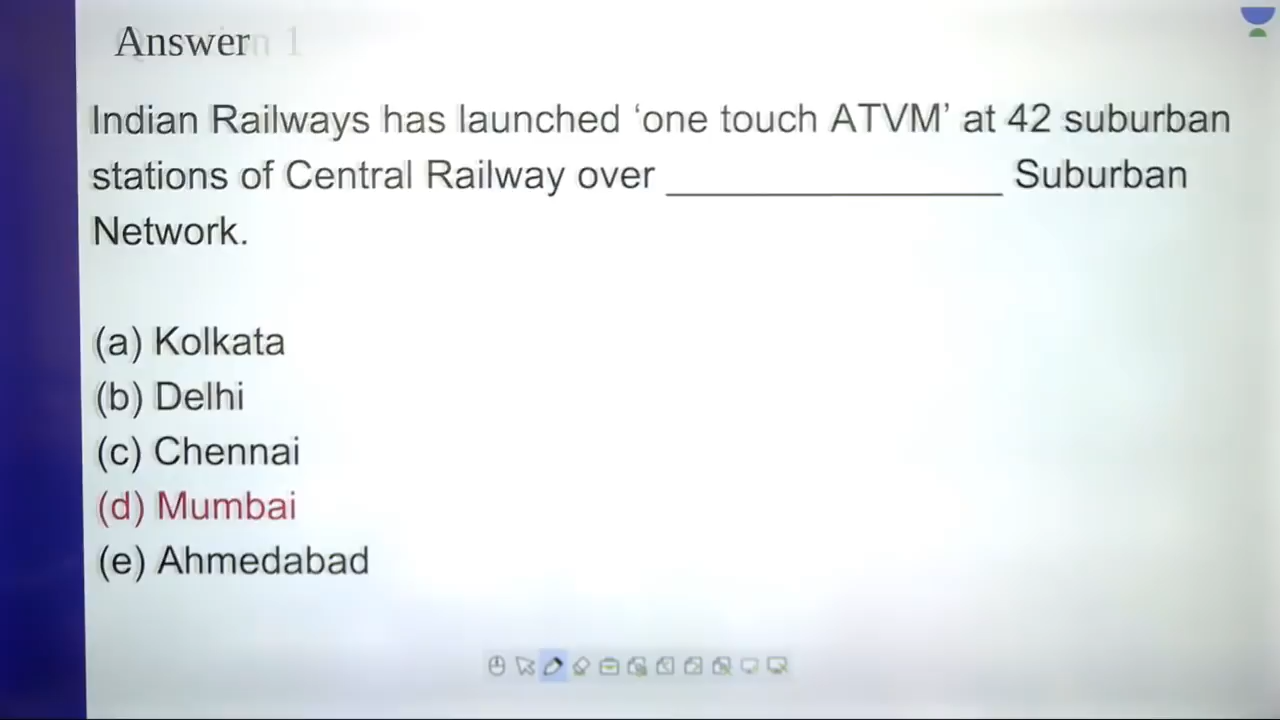 Answer
Indian Railways has launched ‘one touch ATVM’ at 42 suburban
stations of Central Railway over ________________ Suburban
Network.
(a) Kolkata
(b) Delhi
(c) Chennai
(d) Mumbai
(e) Ahmedabad